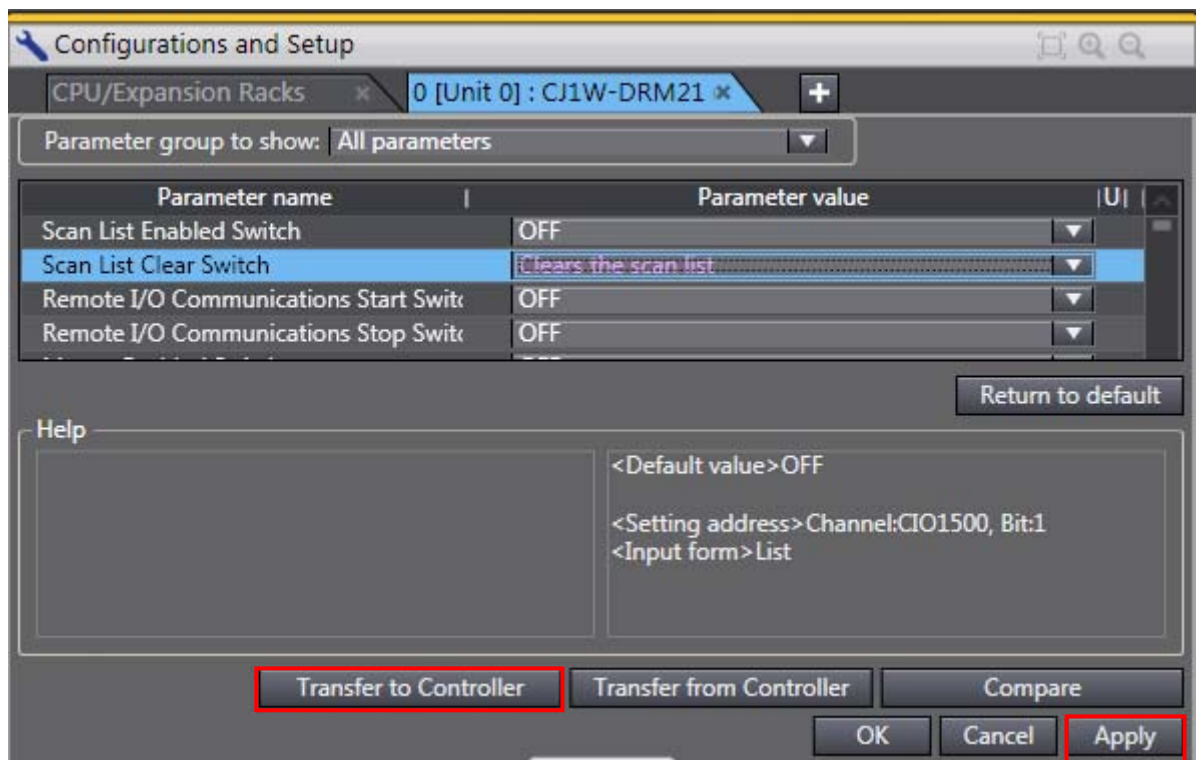 Configurations and Setup
CPU/Expansion Racks
0 [Unit 0] : CJ1W-DRM21
Parameter group to show: All parameters
Parameter name Parameter value |U|
Scan List Enabled Switch OFF
Scan List Clear Switch Clears the scan list
Remote I/O Communications Start Switc OFF
Remote I/O Communications Stop Switc OFF
Return to default
Help
<Default value>OFF
<Setting address>Channel:CIO1500, Bit:1
<Input form>List
Transfer to Controller Transfer from Controller Compare
OK Cancel Apply